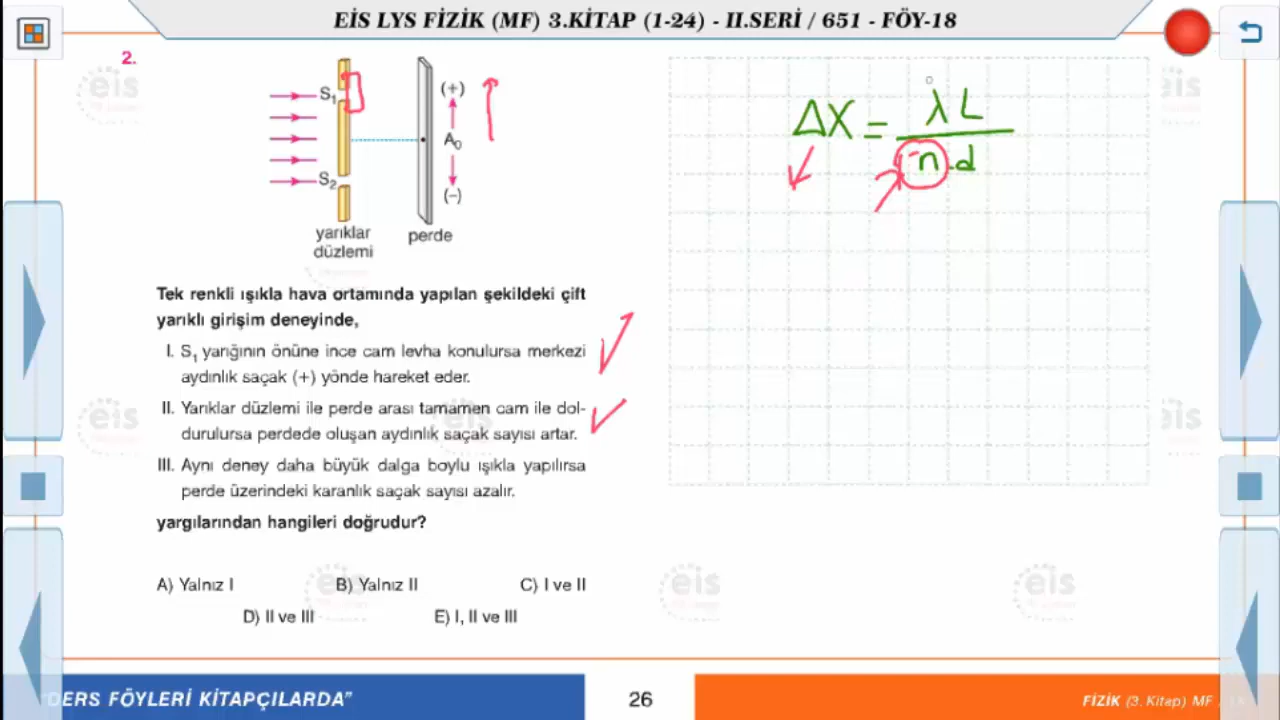 EİS LYS FİZİK (MF) 3.KİTAP (1-24) - II.SERİ / 651 - FÖY-18
2.
S1
S2
(+)
A0
(–)
yarıklar
düzlemi
perde
ΔX = λL
n.d
Tek renkli ışıkla hava ortamında yapılan şekildeki çift
yarıklı girişim deneyinde,
I. S1 yarığının önüne ince cam levha konulursa merkezi
aydınlık saçak (+) yönde hareket eder.
II. Yarıklar düzlemi ile perde arası tamamen cam ile dol-
durulursa perdede oluşan aydınlık saçak sayısı artar.
III. Aynı deney daha büyük dalga boylu ışıkla yapılırsa
perde üzerindeki karanlık saçak sayısı azalır.
yargılarından hangileri doğrudur?
A) Yalnız I B) Yalnız II C) I ve II
D) II ve III E) I, II ve III
eis
eis
eis
eis
eis
"DERS FÖYLERİ KİTAPÇILARDA"
26
FİZİK (3. Kitap) MF